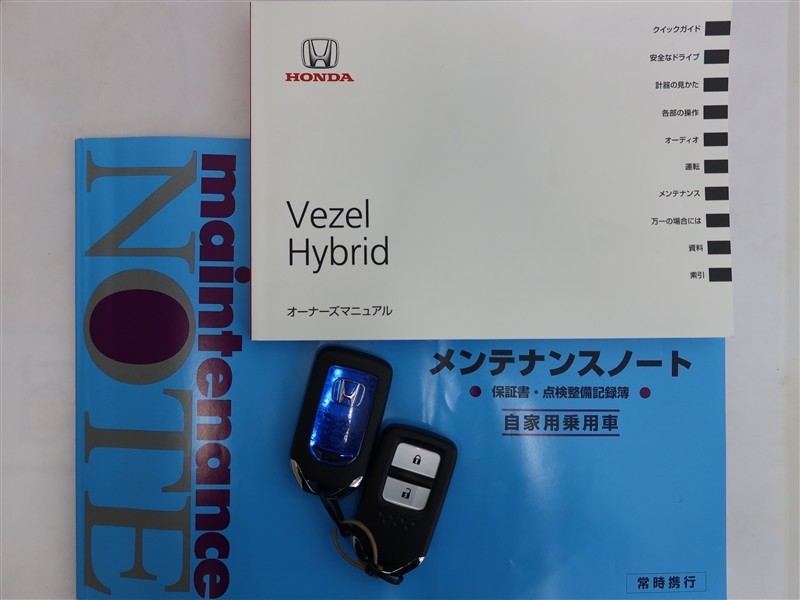 HONDA
Vezel
Hybrid
オーナーズマニュアル
クイックガイド
安全なドライブ
計器の見かた
各部の操作
オーディオ
運転
メンテナンス
万一の場合には
資料
索引
maintenance
NOTE
メンテナンスノート
● 保証書・点検整備記録簿 ●
自家用乗用車
常時携行